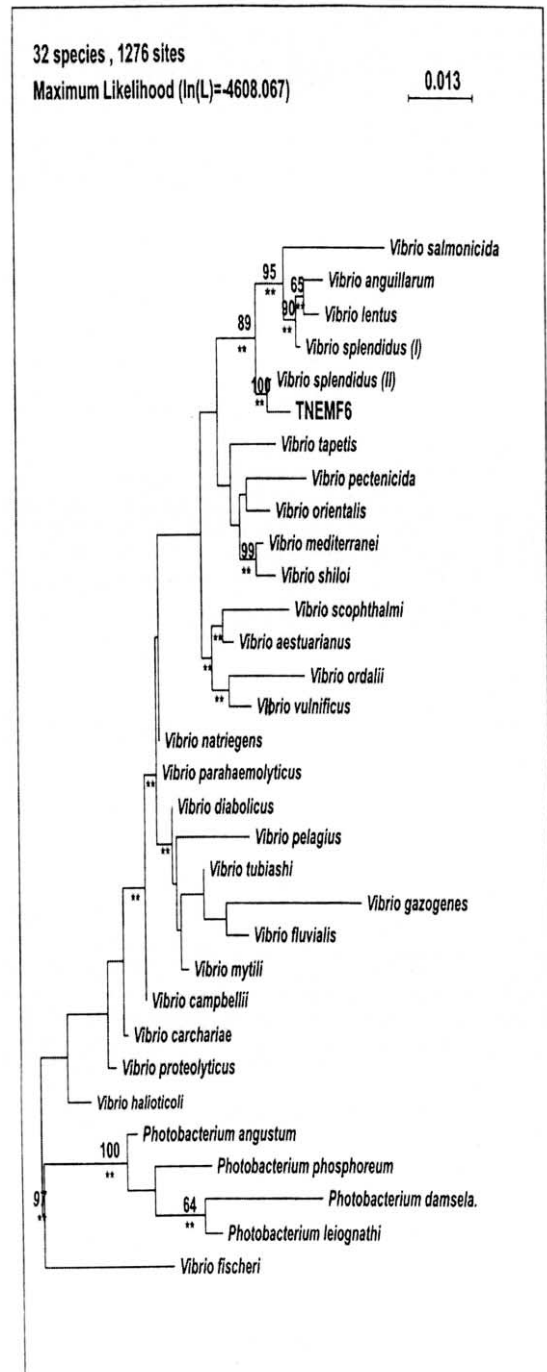 32 species , 1276 sites
Maximum Likelihood (ln(L)=-4608.067)
0.013
Vibrio salmonicida
95
**
65
**
Vibrio anguillarum
Vibrio lentus
90
**
Vibrio splendidus (I)
89
**
Vibrio splendidus (II)
100
**
TNEMF6
Vibrio tapetis
Vibrio pectenicida
Vibrio orientalis
Vibrio mediterranei
99
**
Vibrio shiloi
Vibrio scophthalmi
**
Vibrio aestuarianus
**
Vibrio ordalii
**
Vibrio vulnificus
Vibrio natriegens
Vibrio parahaemolyticus
**
Vibrio diabolicus
Vibrio pelagius
**
Vibrio tubiashi
Vibrio gazogenes
**
Vibrio fluvialis
Vibrio mytili
Vibrio campbellii
Vibrio carchariae
Vibrio proteolyticus
Vibrio halioticoli
Photobacterium angustum
100
**
Photobacterium phosphoreum
Photobacterium damsela.
64
**
Photobacterium leiognathi
97
**
Vibrio fischeri